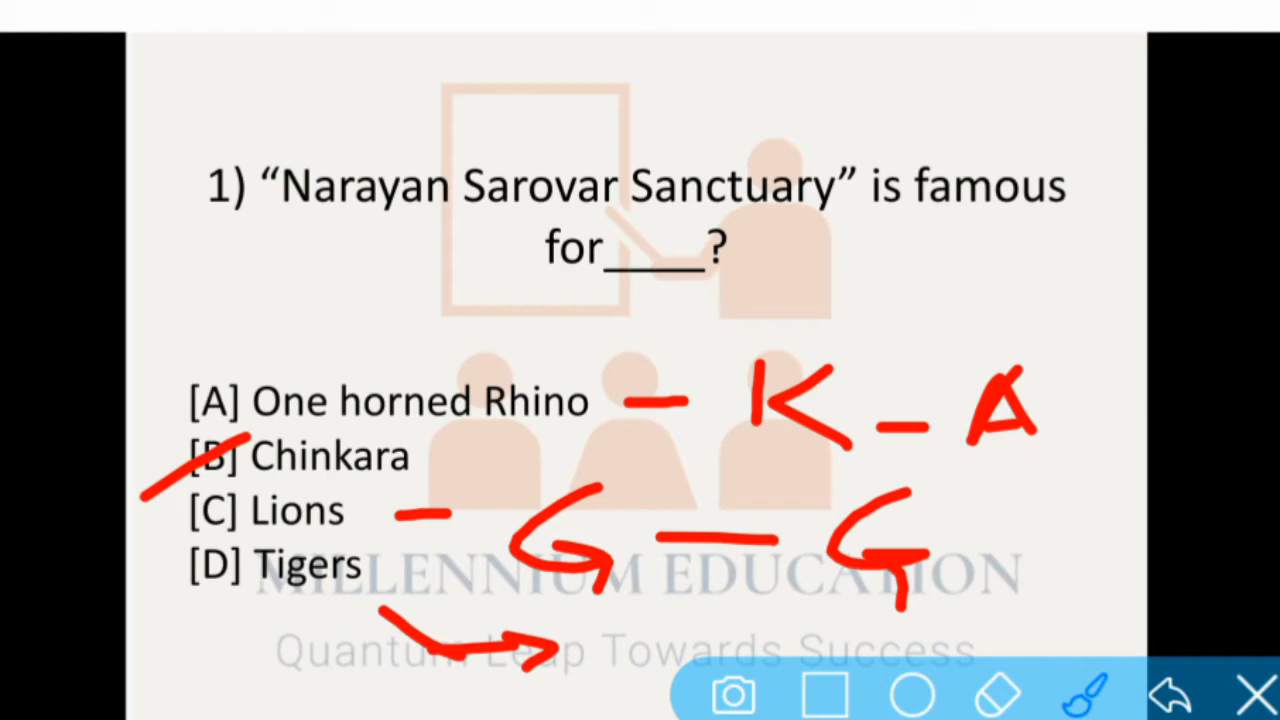 1) “Narayan Sarovar Sanctuary” is famous
for_____?
[A] One horned Rhino – K – A
[B] Chinkara
[C] Lions – G – G
[D] Tigers
MILLENNIUM EDUCATION
Quantum Leap Towards Success